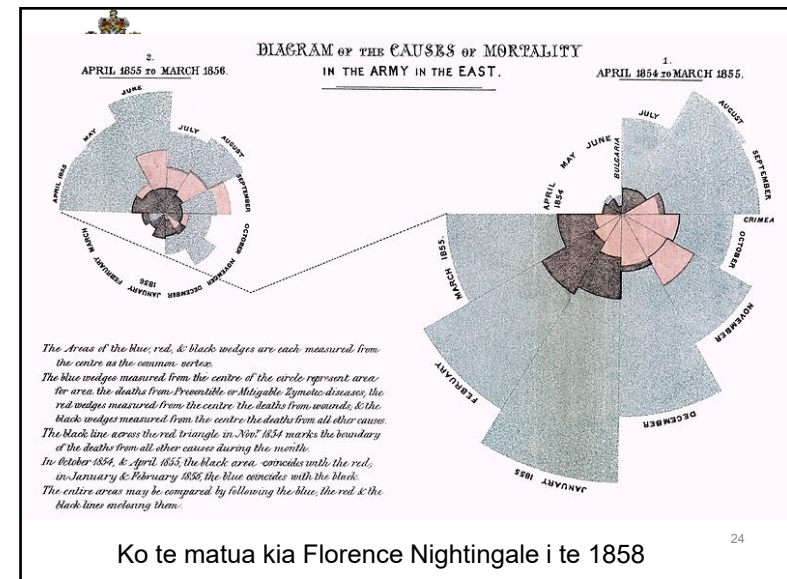 DIAGRAM OF THE CAUSES OF MORTALITY
IN THE ARMY IN THE EAST.
2.
APRIL 1855 TO MARCH 1856.
1.
APRIL 1854 TO MARCH 1855.
APRIL 1855
MAY
JUNE
JULY
AUGUST
SEPTEMBER
OCTOBER
NOVEMBER
DECEMBER
JANUARY 1856
FEBRUARY
MARCH
APRIL 1854
MAY
JUNE
BULGARIA
JULY
AUGUST
SEPTEMBER
CRIMEA
OCTOBER
NOVEMBER
DECEMBER
JANUARY 1855
FEBRUARY
MARCH 1855.
The Areas of the blue, red, & black wedges are each measured from
the centre as the common vertex.
The blue wedges measured from the centre of the circle represent area
for area the deaths from Preventible or Mitigable Zymotic diseases, the
red wedges measured from the centre the deaths from wounds, & the
black wedges measured from the centre the deaths from all other causes.
The black line across the red triangle in Novr. 1854 marks the boundary
of the deaths from all other causes during the month.
In October 1854, & April 1855, the black area coincides with the red,
in January & February 1856, the blue coincides with the black.
The entire areas may be compared by following the blue, the red & the
black lines enclosing them.
Ko te matua kia Florence Nightingale i te 1858
24